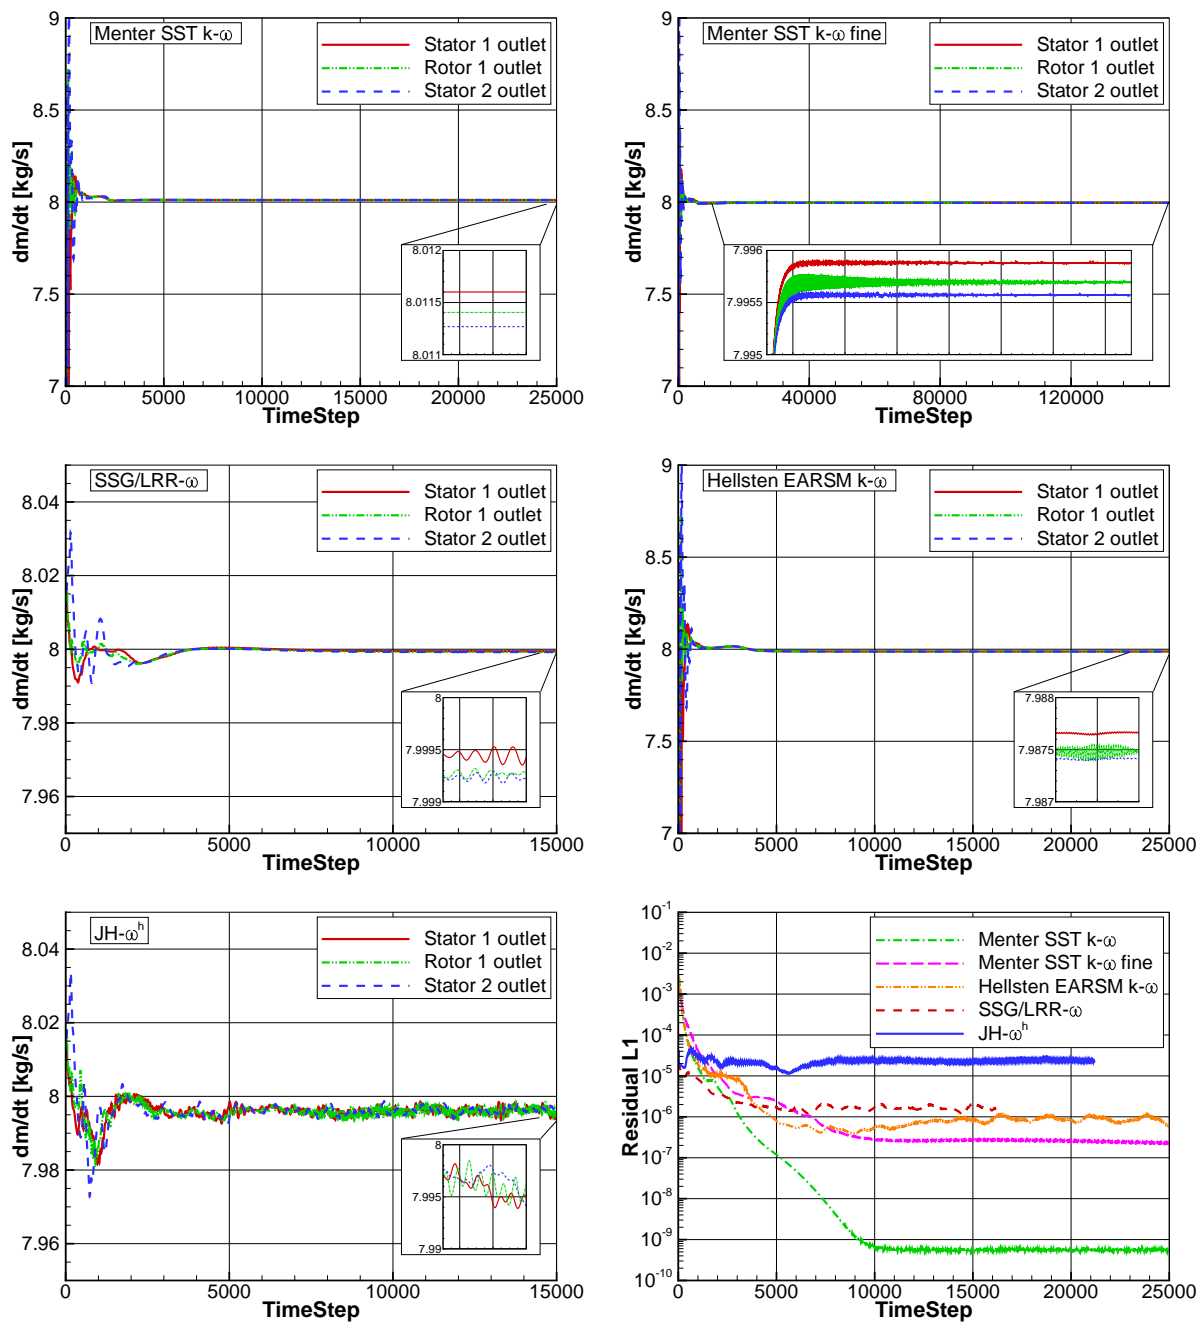 Menter SST k-ω
Stator 1 outlet
Rotor 1 outlet
Stator 2 outlet
dm/dt [kg/s]
9
8.5
8
7.5
7
8.012
8.0115
8.011
0 5000 10000 15000 20000 25000
TimeStep
Menter SST k-ω fine
Stator 1 outlet
Rotor 1 outlet
Stator 2 outlet
dm/dt [kg/s]
9
8.5
8
7.5
7
7.996
7.9955
7.995
0 40000 80000 120000
TimeStep
SSG/LRR-ω
Stator 1 outlet
Rotor 1 outlet
Stator 2 outlet
dm/dt [kg/s]
8.04
8.02
8
7.98
7.96
8
7.9995
7.999
0 5000 10000 15000
TimeStep
Hellsten EARSM k-ω
Stator 1 outlet
Rotor 1 outlet
Stator 2 outlet
dm/dt [kg/s]
9
8.5
8
7.5
7
7.988
7.9875
7.987
0 5000 10000 15000 20000 25000
TimeStep
JH-ωʰ
Stator 1 outlet
Rotor 1 outlet
Stator 2 outlet
dm/dt [kg/s]
8.04
8.02
8
7.98
7.96
8
7.995
7.99
0 5000 10000 15000
TimeStep
Menter SST k-ω
Menter SST k-ω fine
Hellsten EARSM k-ω
SSG/LRR-ω
JH-ωʰ
Residual L1
10⁻¹
10⁻²
10⁻³
10⁻⁴
10⁻⁵
10⁻⁶
10⁻⁷
10⁻⁸
10⁻⁹
10⁻¹⁰
0 5000 10000 15000 20000 25000
TimeStep